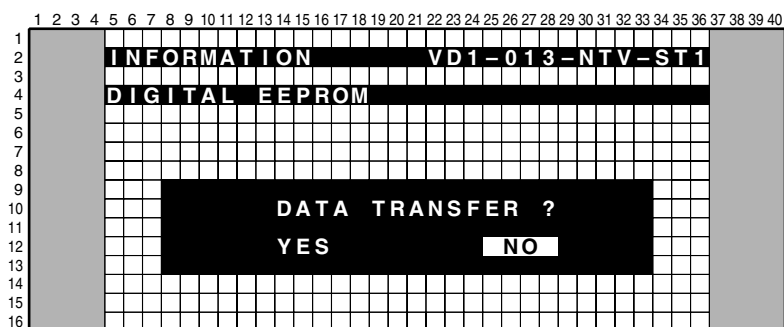 1 2 3 4 5 6 7 8 9 10 11 12 13 14 15 16 17 18 19 20 21 22 23 24 25 26 27 28 29 30 31 32 33 34 35 36 37 38 39 40
1
2 INFORMATION VD1-013-NTV-ST1
3
4 DIGITAL EEPROM
5
6
7
8
9
10 DATA TRANSFER ?
11
12 YES NO
13
14
15
16